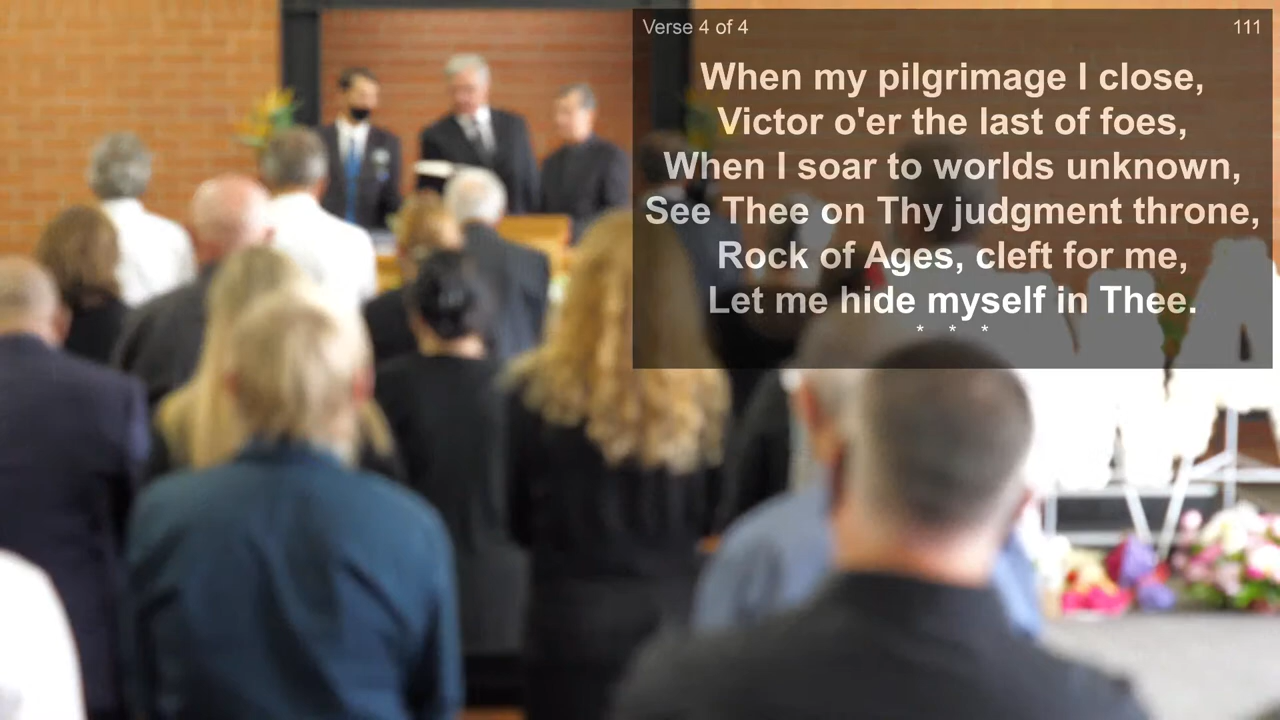 Verse 4 of 4
111
When my pilgrimage I close,
Victor o'er the last of foes,
When I soar to worlds unknown,
See Thee on Thy judgment throne,
Rock of Ages, cleft for me,
Let me hide myself in Thee.
* * *